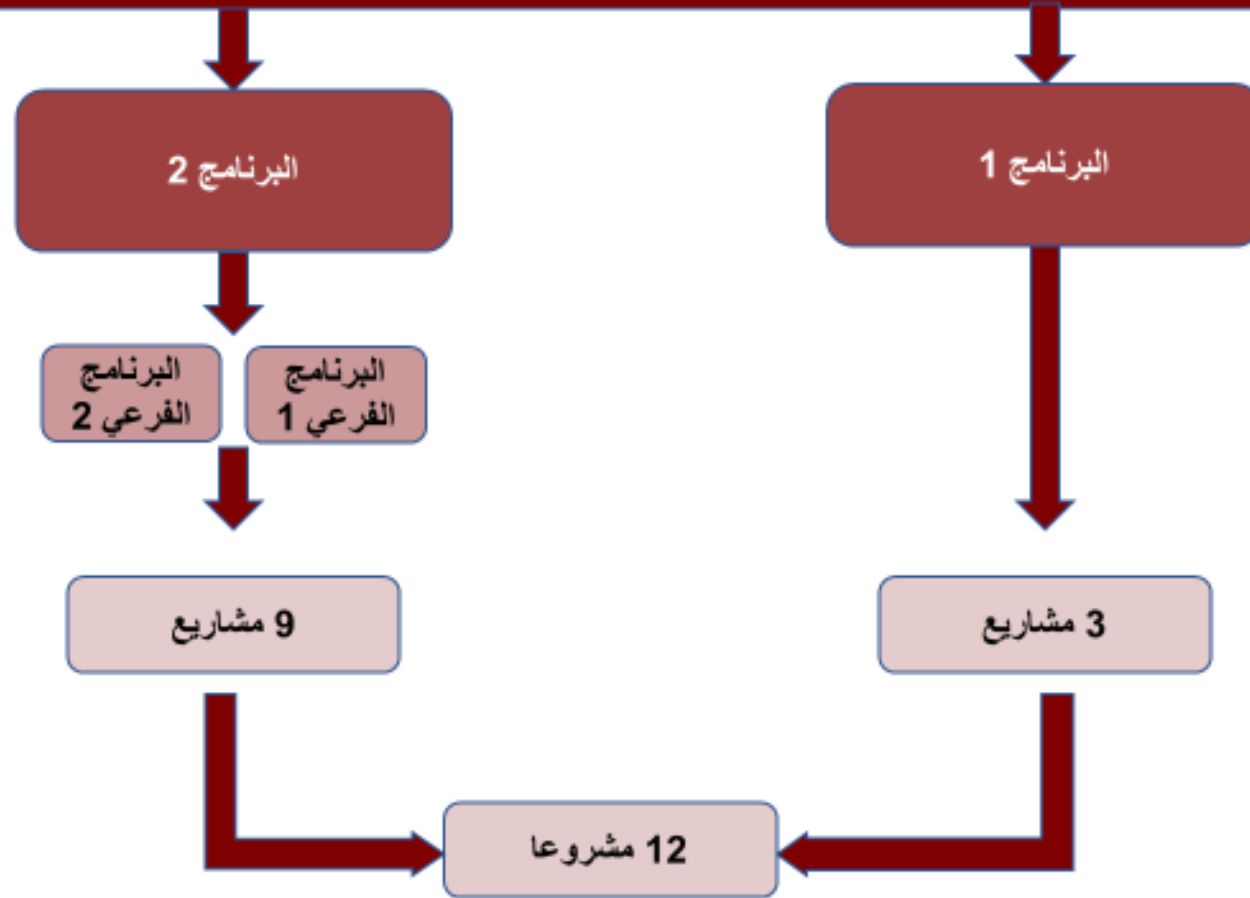 البرنامج 1
البرنامج 2
البرنامج
الفرعي 1
البرنامج
الفرعي 2
3 مشاريع
9 مشاريع
12 مشروعا